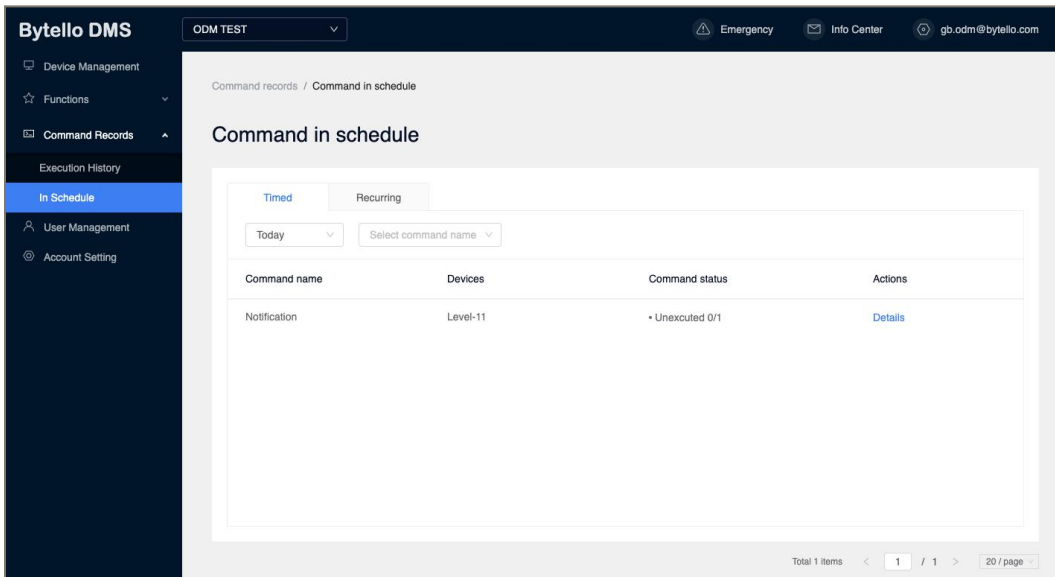 Bytello DMS
ODM TEST
Emergency
Info Center
gb.odm@bytello.com
Device Management
Functions
Command Records
Execution History
In Schedule
User Management
Account Setting
Command records / Command in schedule
Command in schedule
Timed Recurring
Today Select command name
Command name Devices Command status Actions
Notification Level-11 • Unexcuted 0/1 Details
Total 1 items < 1 / 1 > 20 / page